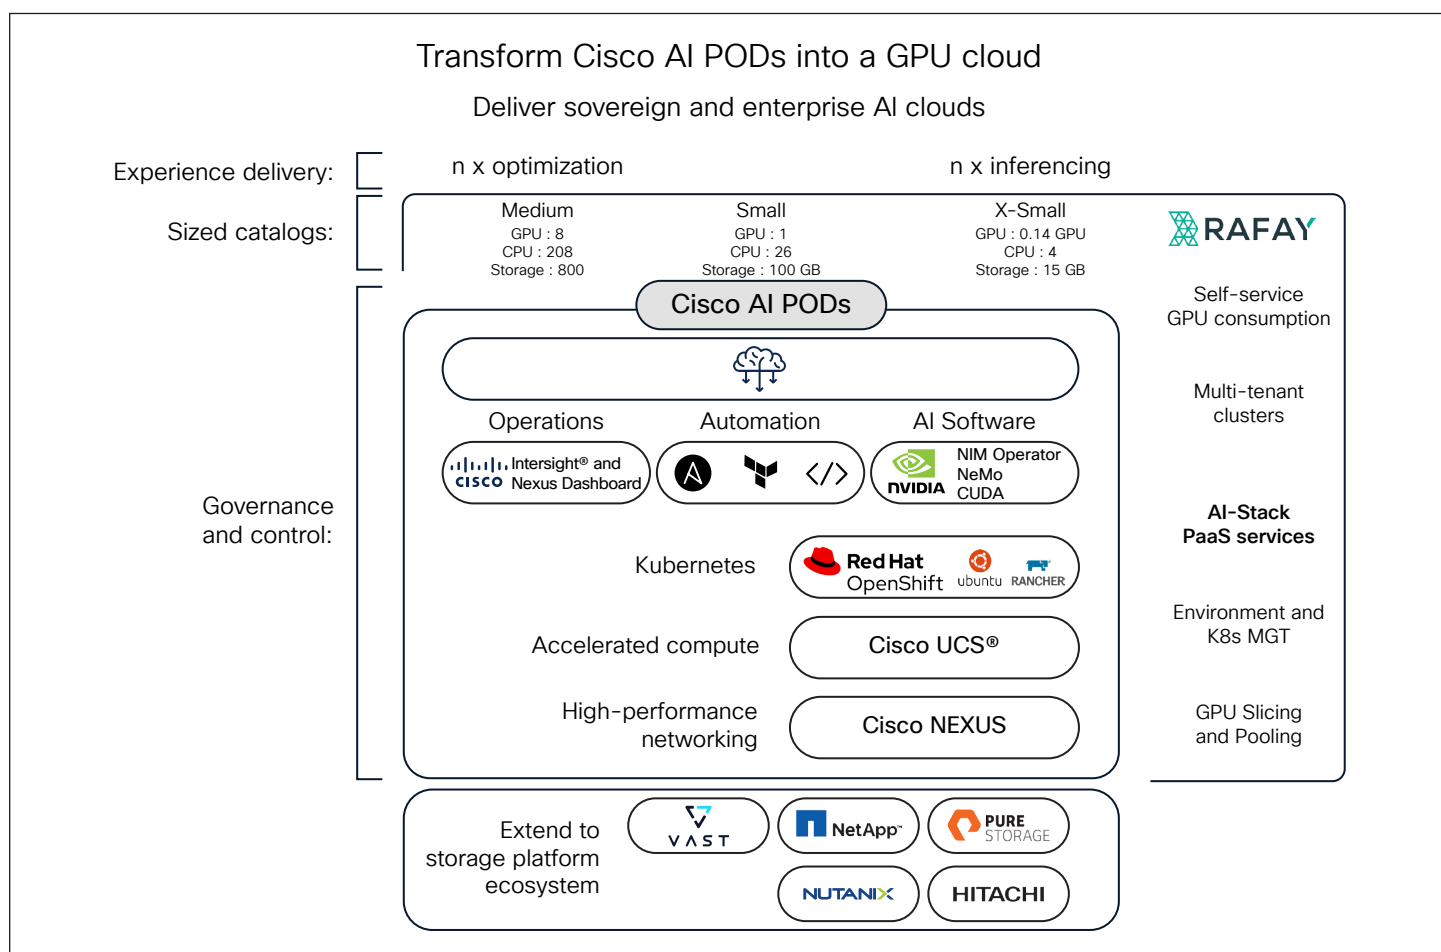 Transform Cisco AI PODs into a GPU cloud
Deliver sovereign and enterprise AI clouds
Experience delivery:
n x optimization
n x inferencing
Sized catalogs:
Medium
GPU : 8
CPU : 208
Storage : 800
Small
GPU : 1
CPU : 26
Storage : 100 GB
X-Small
GPU : 0.14 GPU
CPU : 4
Storage : 15 GB
RAFAY
Self-service
GPU consumption
Multi-tenant
clusters
AI-Stack
PaaS services
Environment and
K8s MGT
GPU Slicing
and Pooling
Governance
and control:
Cisco AI PODs
Operations
CISCO
Intersight® and
Nexus Dashboard
Automation
A
</>
AI Software
NVIDIA
NIM Operator
NeMo
CUDA
Kubernetes
Red Hat
OpenShift
ubuntu
RANCHER
Accelerated compute
Cisco UCS®
High-performance
networking
Cisco NEXUS
Extend to
storage platform
ecosystem
VAST
NetApp™
PURE
STORAGE
NUTANIX
HITACHI